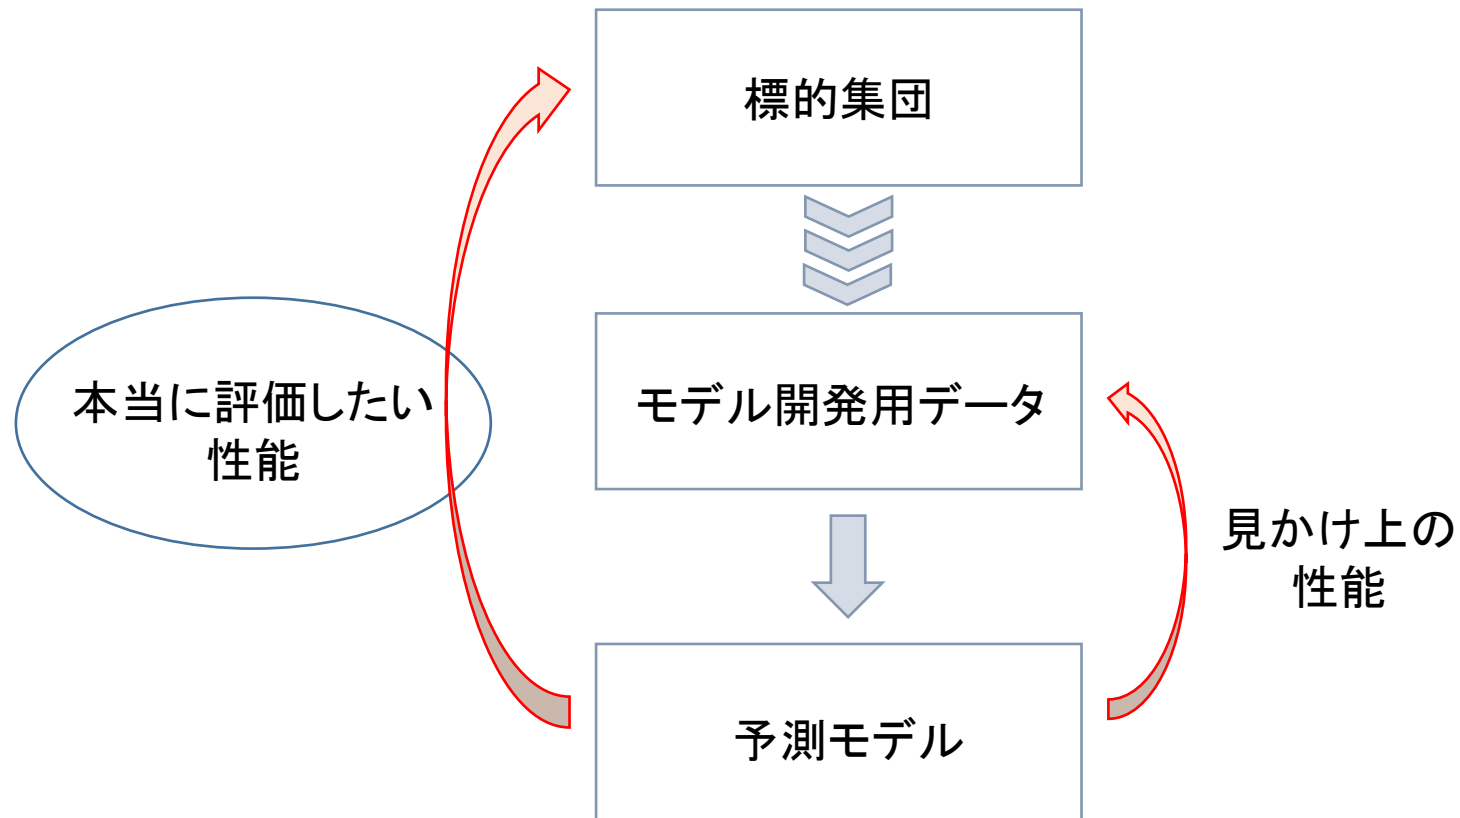 標的集団
モデル開発用データ
本当に評価したい
性能
見かけ上の
性能
予測モデル